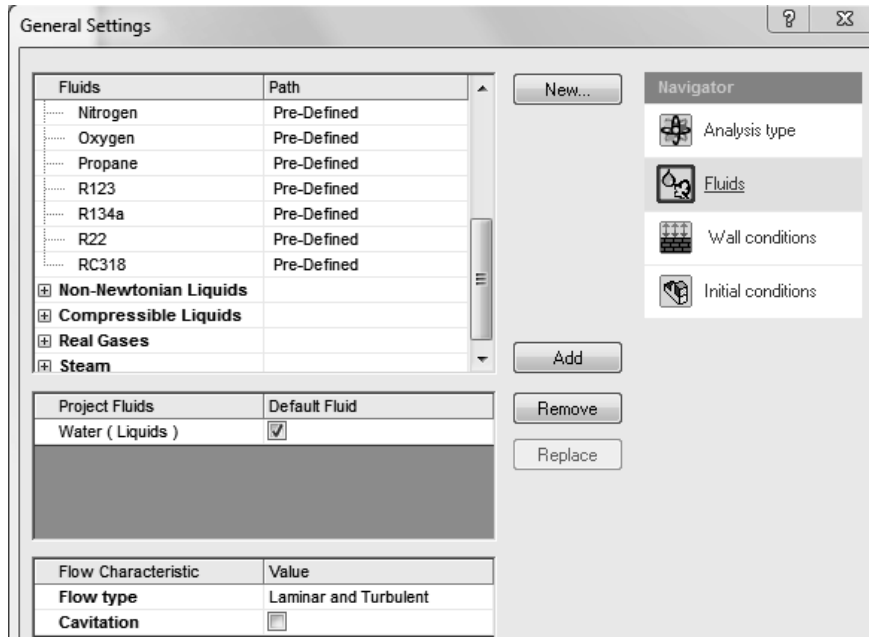 General Settings
Fluids Path
Nitrogen Pre-Defined
Oxygen Pre-Defined
Propane Pre-Defined
R123 Pre-Defined
R134a Pre-Defined
R22 Pre-Defined
RC318 Pre-Defined
Non-Newtonian Liquids
Compressible Liquids
Real Gases
Steam
New...
Add
Project Fluids Default Fluid
Water ( Liquids )
Remove
Replace
Flow Characteristic Value
Flow type Laminar and Turbulent
Cavitation
Navigator
Analysis type
Fluids
Wall conditions
Initial conditions